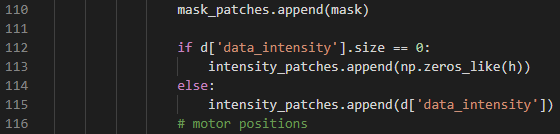 110 mask_patches.append(mask)
111
112 if d['data_intensity'].size == 0:
113 intensity_patches.append(np.zeros_like(h))
114 else:
115 intensity_patches.append(d['data_intensity'])
116 # motor positions